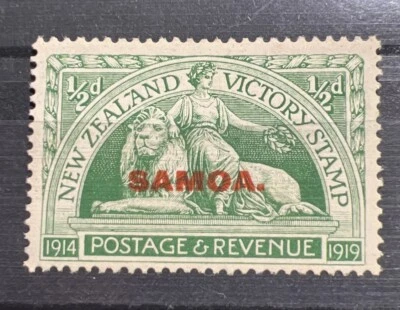 ½d ½d
NEW ZEALAND VICTORY STAMP
SAMOA.
1914 POSTAGE & REVENUE 1919